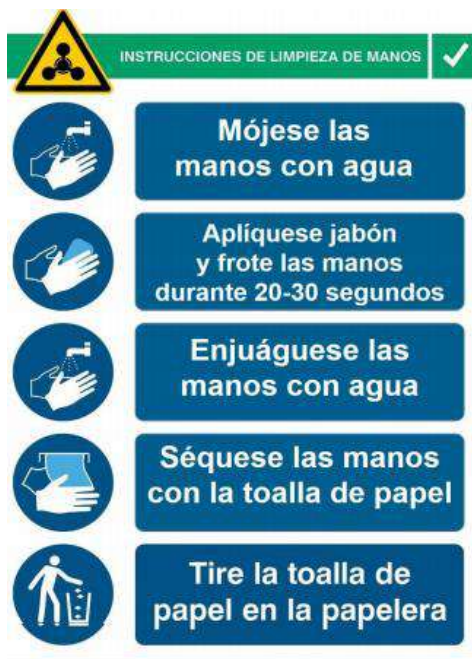 INSTRUCCIONES DE LIMPIEZA DE MANOS
Mójese las
manos con agua
Aplíquese jabón
y frote las manos
durante 20-30 segundos
Enjuáguese las
manos con agua
Séquese las manos
con la toalla de papel
Tire la toalla de
papel en la papelera